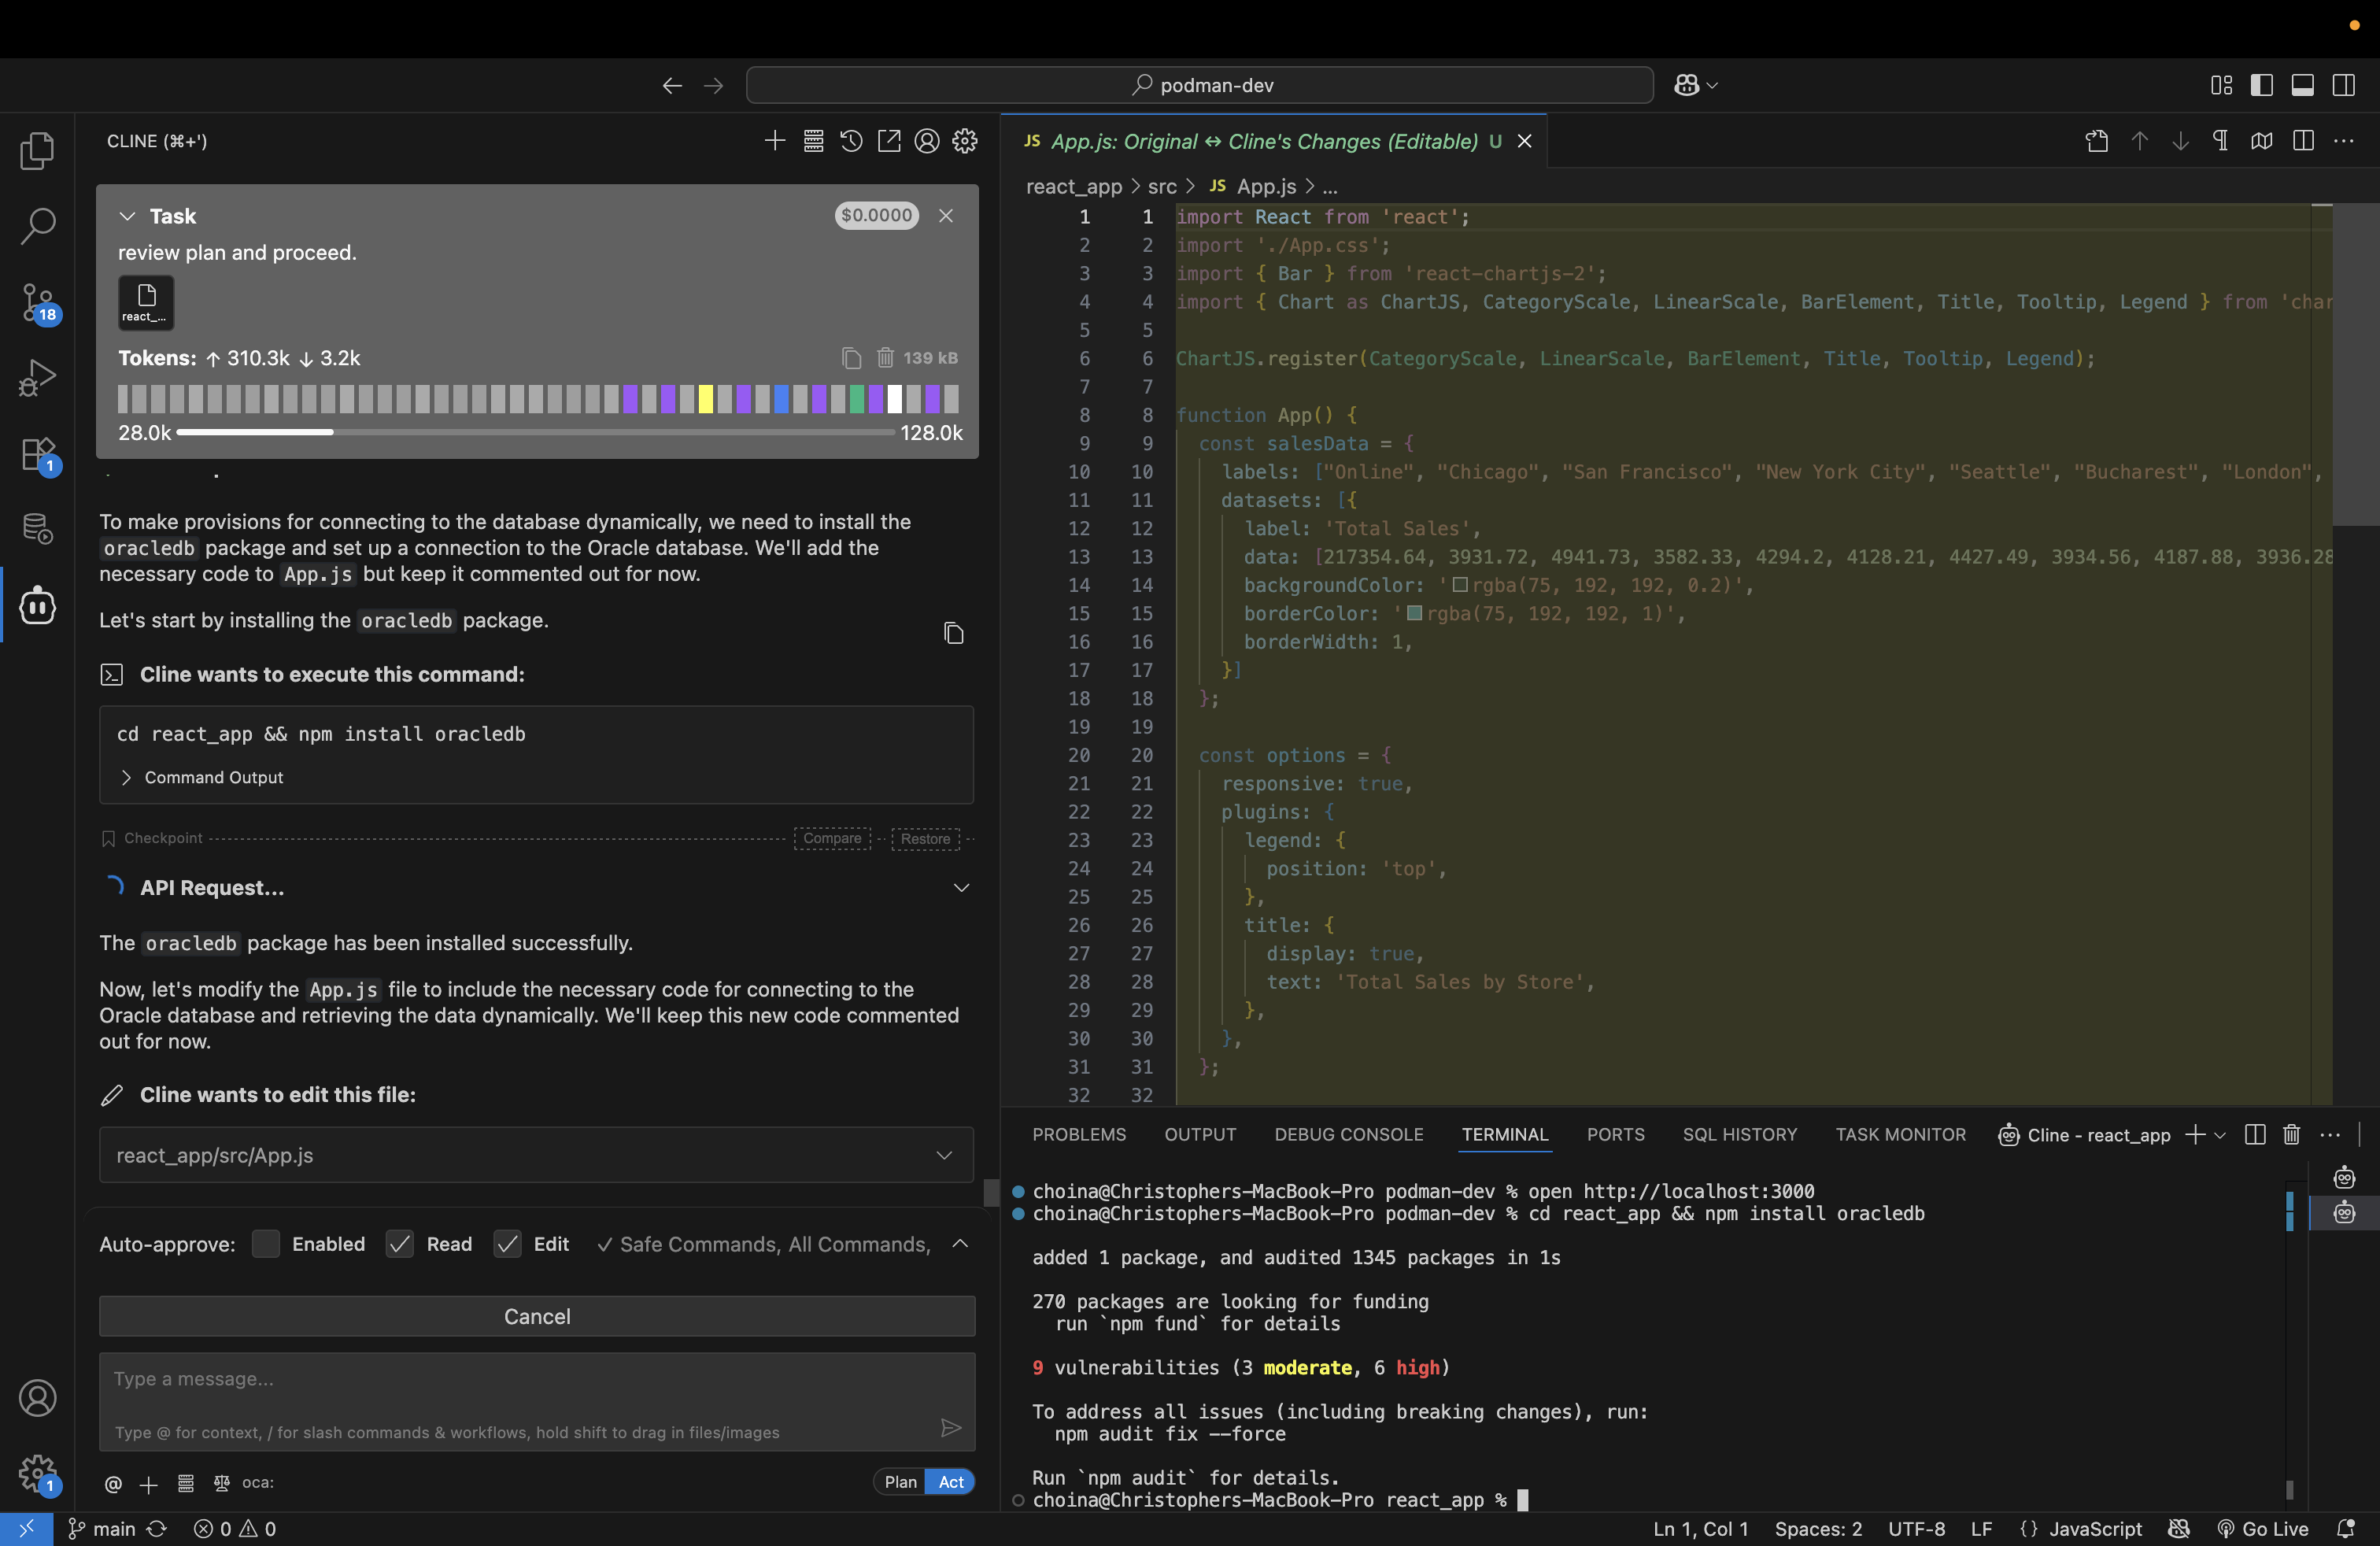 podman-dev
CLINE (⌘+')
Task
$0.0000
review plan and proceed.
react_...
Tokens: ↑ 310.3k ↓ 3.2k
139 kB
28.0k
128.0k
To make provisions for connecting to the database dynamically, we need to install the
oracledb package and set up a connection to the Oracle database. We'll add the
necessary code to App.js but keep it commented out for now.
Let's start by installing the oracledb package.
Cline wants to execute this command:
cd react_app && npm install oracledb
Command Output
Checkpoint
Compare
Restore
API Request...
The oracledb package has been installed successfully.
Now, let's modify the App.js file to include the necessary code for connecting to the
Oracle database and retrieving the data dynamically. We'll keep this new code commented
out for now.
Cline wants to edit this file:
react_app/src/App.js
Auto-approve: Enabled ✓ Read ✓ Edit ✓ Safe Commands, All Commands,
Cancel
Type a message...
Type @ for context, / for slash commands & workflows, hold shift to drag in files/images
@ oca:
Plan Act
18
1
1
JS App.js: Original ↔ Cline's Changes (Editable) U
react_app > src > JS App.js > ...
1 1 import React from 'react';
2 2 import './App.css';
3 3 import { Bar } from 'react-chartjs-2';
4 4 import { Chart as ChartJS, CategoryScale, LinearScale, BarElement, Title, Tooltip, Legend } from 'char
5 5
6 6 ChartJS.register(CategoryScale, LinearScale, BarElement, Title, Tooltip, Legend);
7 7
8 8 function App() {
9 9 const salesData = {
10 10 labels: ["Online", "Chicago", "San Francisco", "New York City", "Seattle", "Bucharest", "London",
11 11 datasets: [{
12 12 label: 'Total Sales',
13 13 data: [217354.64, 3931.72, 4941.73, 3582.33, 4294.2, 4128.21, 4427.49, 3934.56, 4187.88, 3936.28
14 14 backgroundColor: 'rgba(75, 192, 192, 0.2)',
15 15 borderColor: 'rgba(75, 192, 192, 1)',
16 16 borderWidth: 1,
17 17 }]
18 18 };
19 19
20 20 const options = {
21 21 responsive: true,
22 22 plugins: {
23 23 legend: {
24 24 position: 'top',
25 25 },
26 26 title: {
27 27 display: true,
28 28 text: 'Total Sales by Store',
29 29 },
30 30 },
31 31 };
32 32
PROBLEMS OUTPUT DEBUG CONSOLE TERMINAL PORTS SQL HISTORY TASK MONITOR Cline - react_app
choina@Christophers-MacBook-Pro podman-dev % open http://localhost:3000
choina@Christophers-MacBook-Pro podman-dev % cd react_app && npm install oracledb
added 1 package, and audited 1345 packages in 1s
270 packages are looking for funding
run `npm fund` for details
9 vulnerabilities (3 moderate, 6 high)
To address all issues (including breaking changes), run:
npm audit fix --force
Run `npm audit` for details.
choina@Christophers-MacBook-Pro react_app %
main 0 0
Ln 1, Col 1 Spaces: 2 UTF-8 LF {} JavaScript Go Live